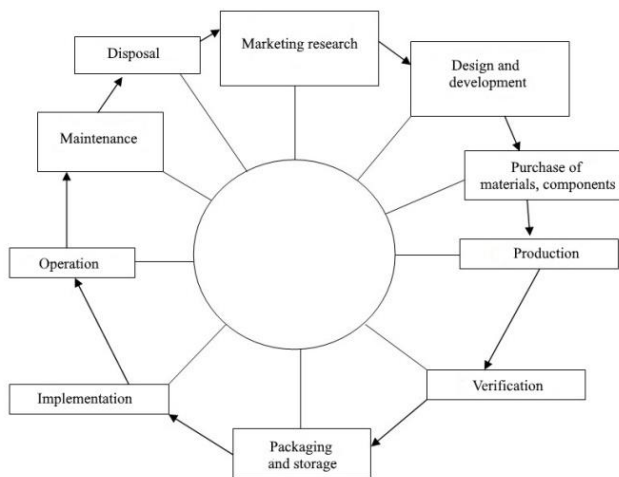 Marketing research
Design and
development
Purchase of
materials, components
Production
Verification
Packaging
and storage
Implementation
Operation
Maintenance
Disposal